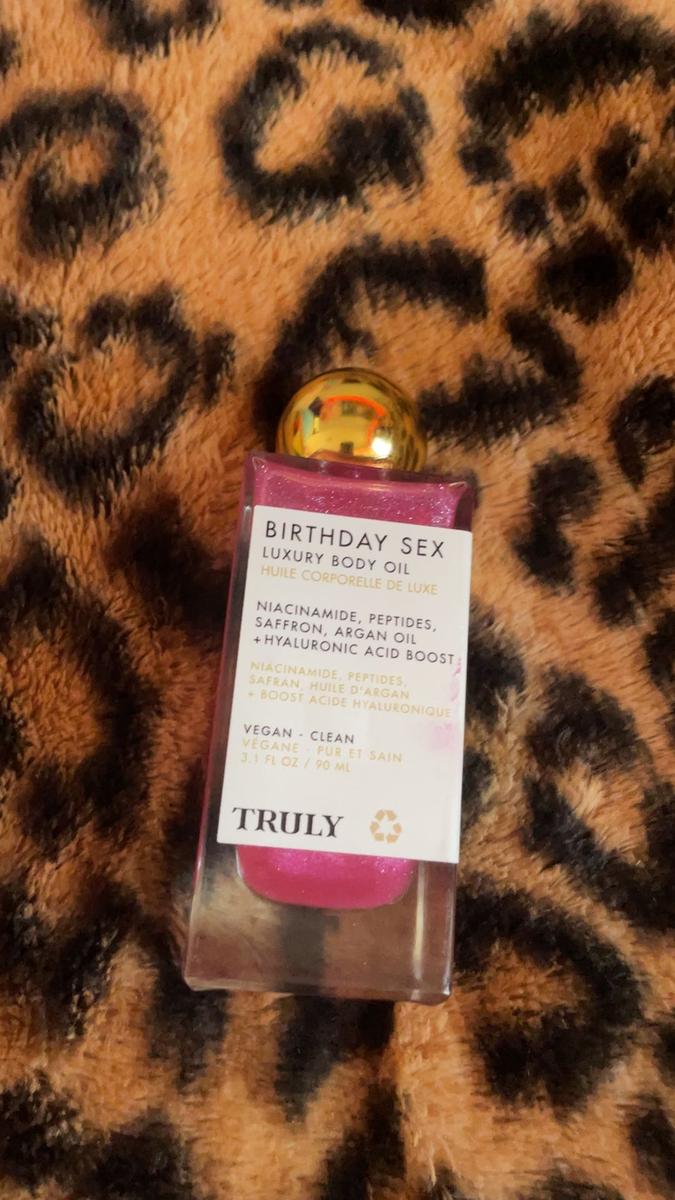 BIRTHDAY SEX
LUXURY BODY OIL
HUILE CORPORELLE DE LUXE
NIACINAMIDE, PEPTIDES,
SAFFRON, ARGAN OIL
+HYALURONIC ACID BOOST
NIACINAMIDE, PEPTIDES,
SAFRAN, HUILE D'ARGAN
+ BOOST ACIDE HYALURONIQUE
VEGAN - CLEAN
VÉGANE - PUR ET SAIN
3.1 FL OZ / 90 ML
TRULY